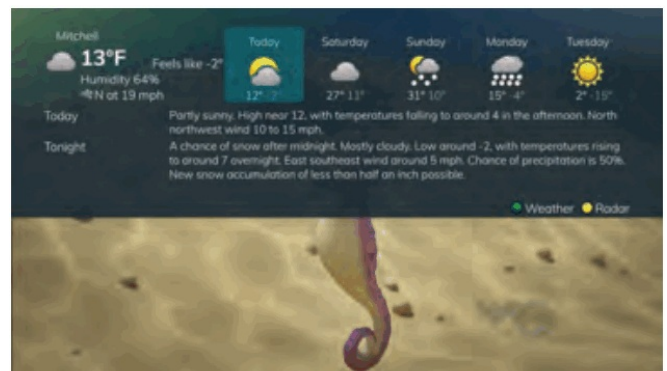 Mitchell
13°F
Feels like -2°
Humidity 64%
N at 19 mph
Today
12° -2°
Saturday
27° 11°
Sunday
31° 10°
Monday
15° -4°
Tuesday
2° -15°
Today
Partly sunny. High near 12, with temperatures falling to around 4 in the afternoon. North
northwest wind 10 to 15 mph.
Tonight
A chance of snow after midnight. Mostly cloudy. Low around -2, with temperatures rising
to around 7 overnight. East southeast wind around 5 mph. Chance of precipitation is 50%.
New snow accumulation of less than half an inch possible.
Weather
Radar